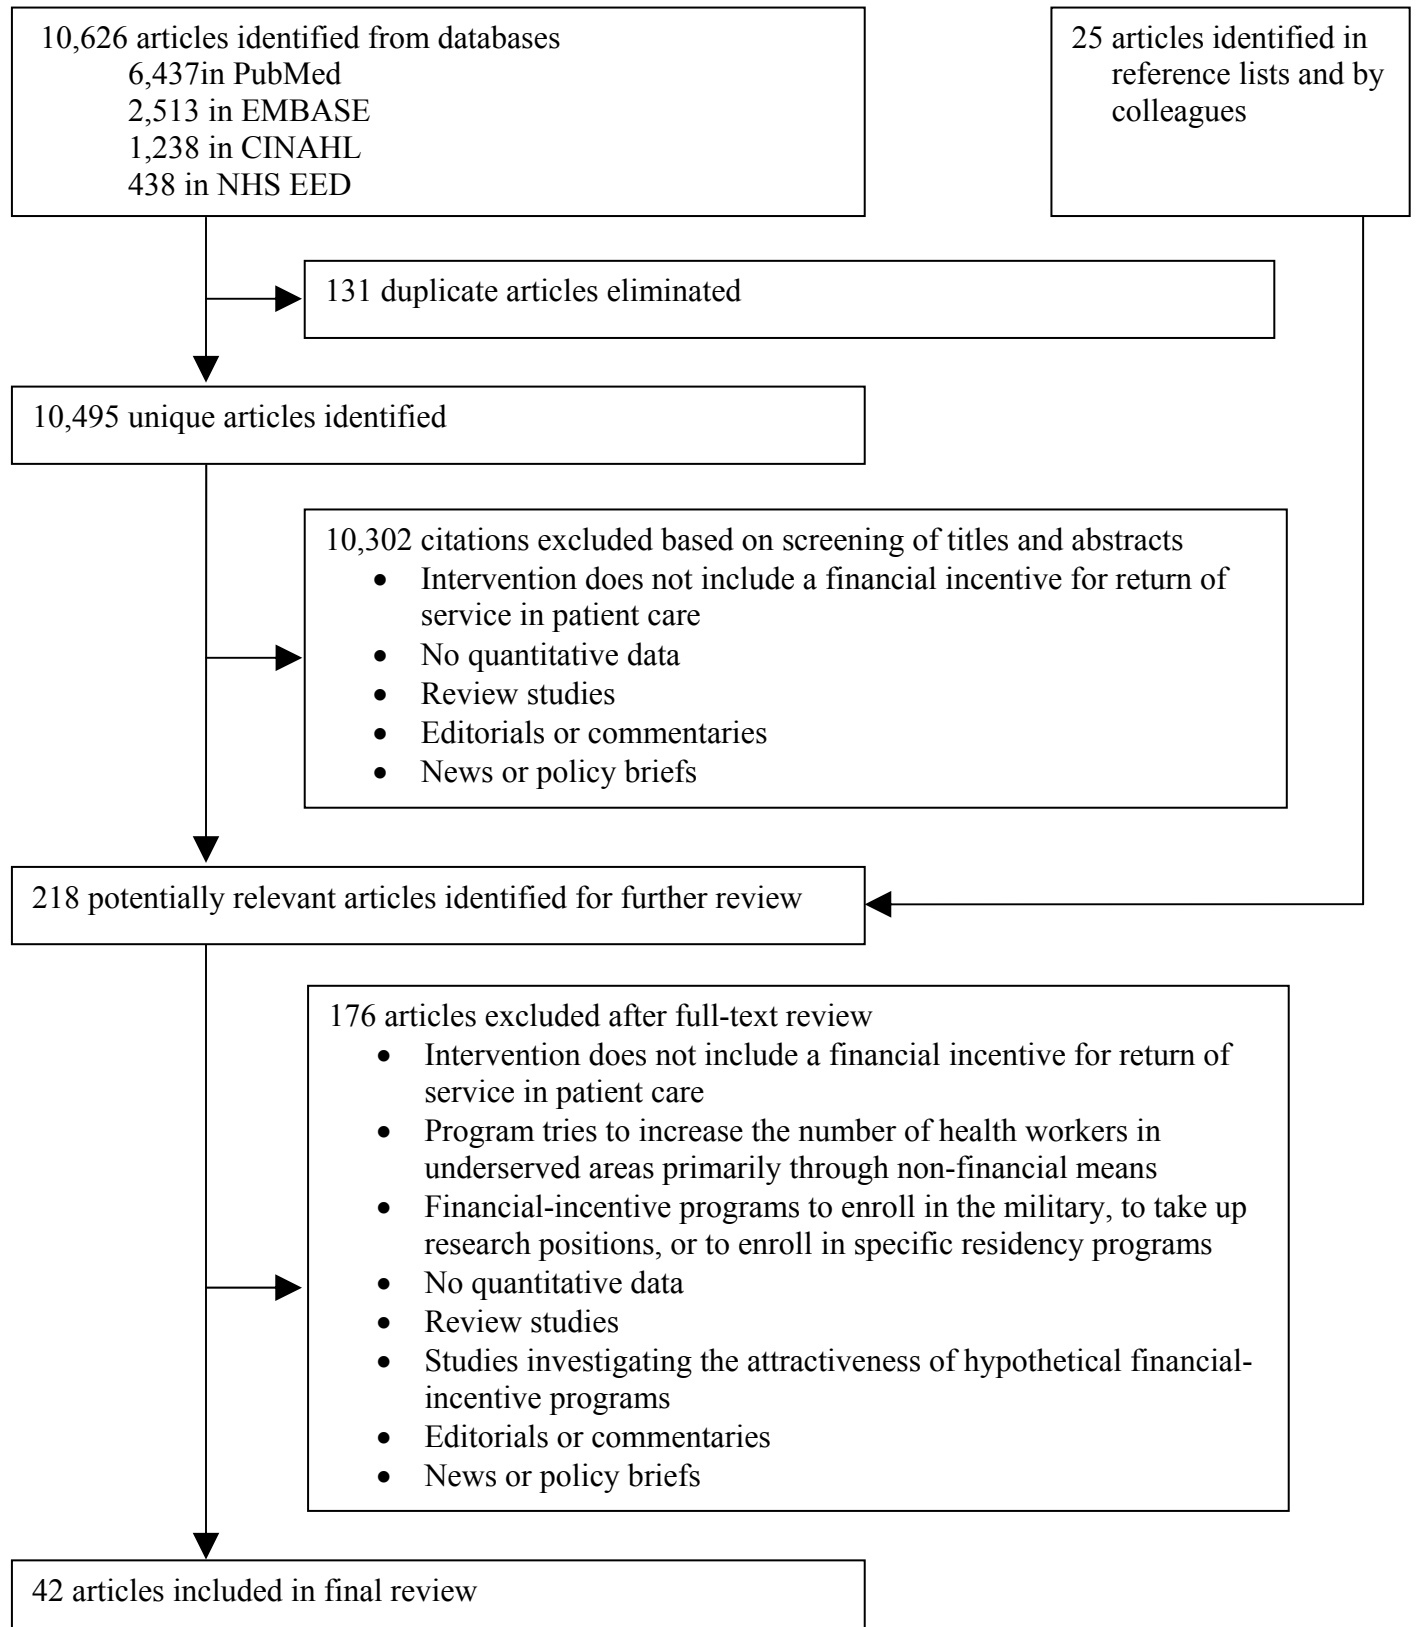 10,626 articles identified from databases
6,437in PubMed
2,513 in EMBASE
1,238 in CINAHL
438 in NHS EED
25 articles identified in
reference lists and by
colleagues
131 duplicate articles eliminated
10,495 unique articles identified
10,302 citations excluded based on screening of titles and abstracts
• Intervention does not include a financial incentive for return of
service in patient care
• No quantitative data
• Review studies
• Editorials or commentaries
• News or policy briefs
218 potentially relevant articles identified for further review
176 articles excluded after full-text review
• Intervention does not include a financial incentive for return of
service in patient care
• Program tries to increase the number of health workers in
underserved areas primarily through non-financial means
• Financial-incentive programs to enroll in the military, to take up
research positions, or to enroll in specific residency programs
• No quantitative data
• Review studies
• Studies investigating the attractiveness of hypothetical financial-
incentive programs
• Editorials or commentaries
• News or policy briefs
42 articles included in final review